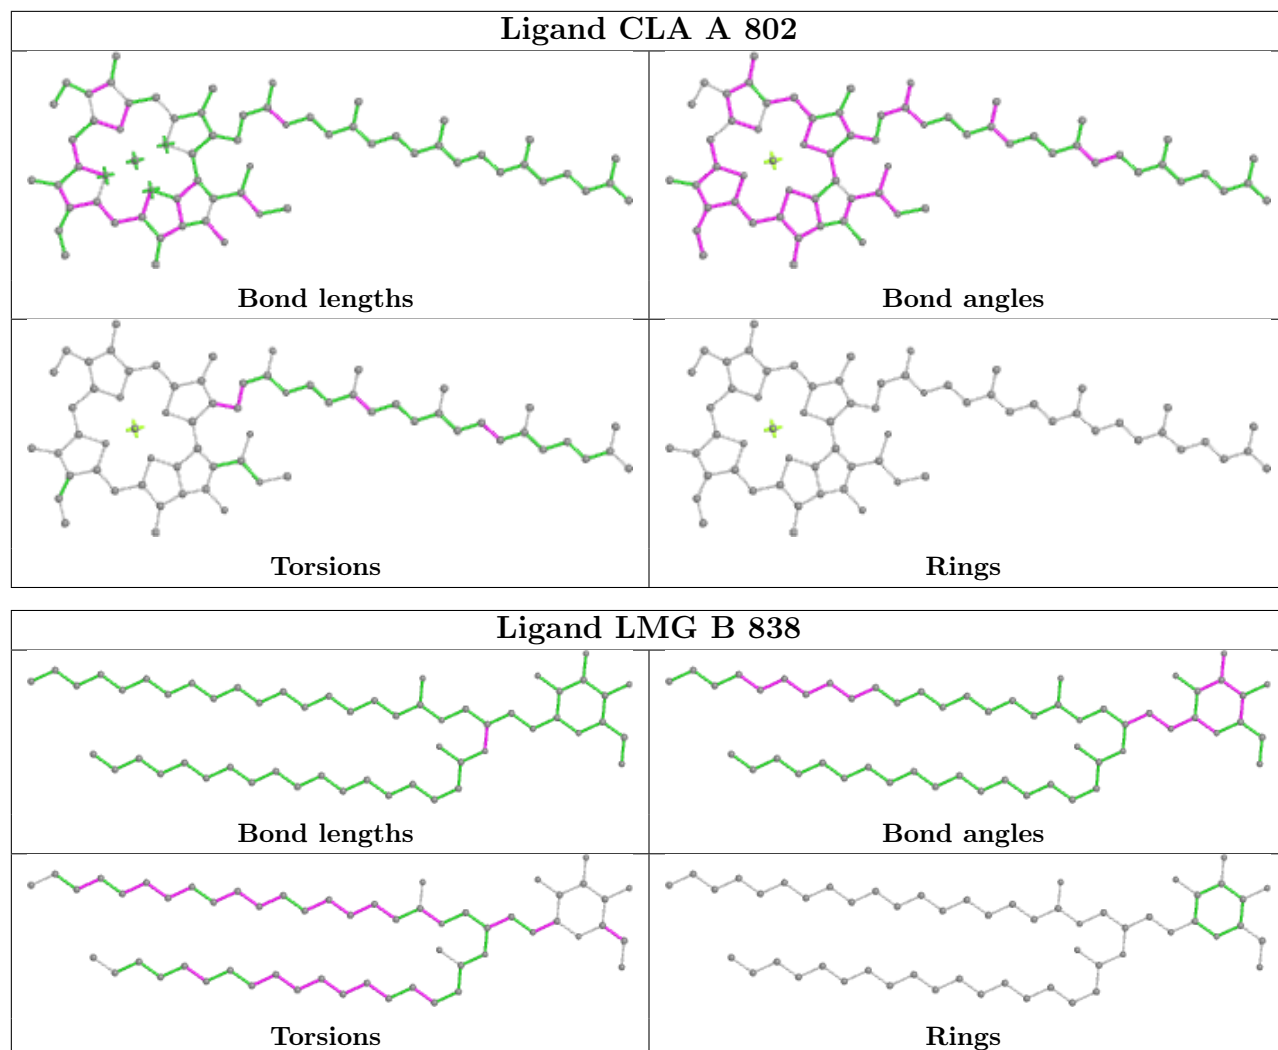 Ligand CLA A 802
Bond lengths
Bond angles
Torsions
Rings
Ligand LMG B 838
Bond lengths
Bond angles
Torsions
Rings